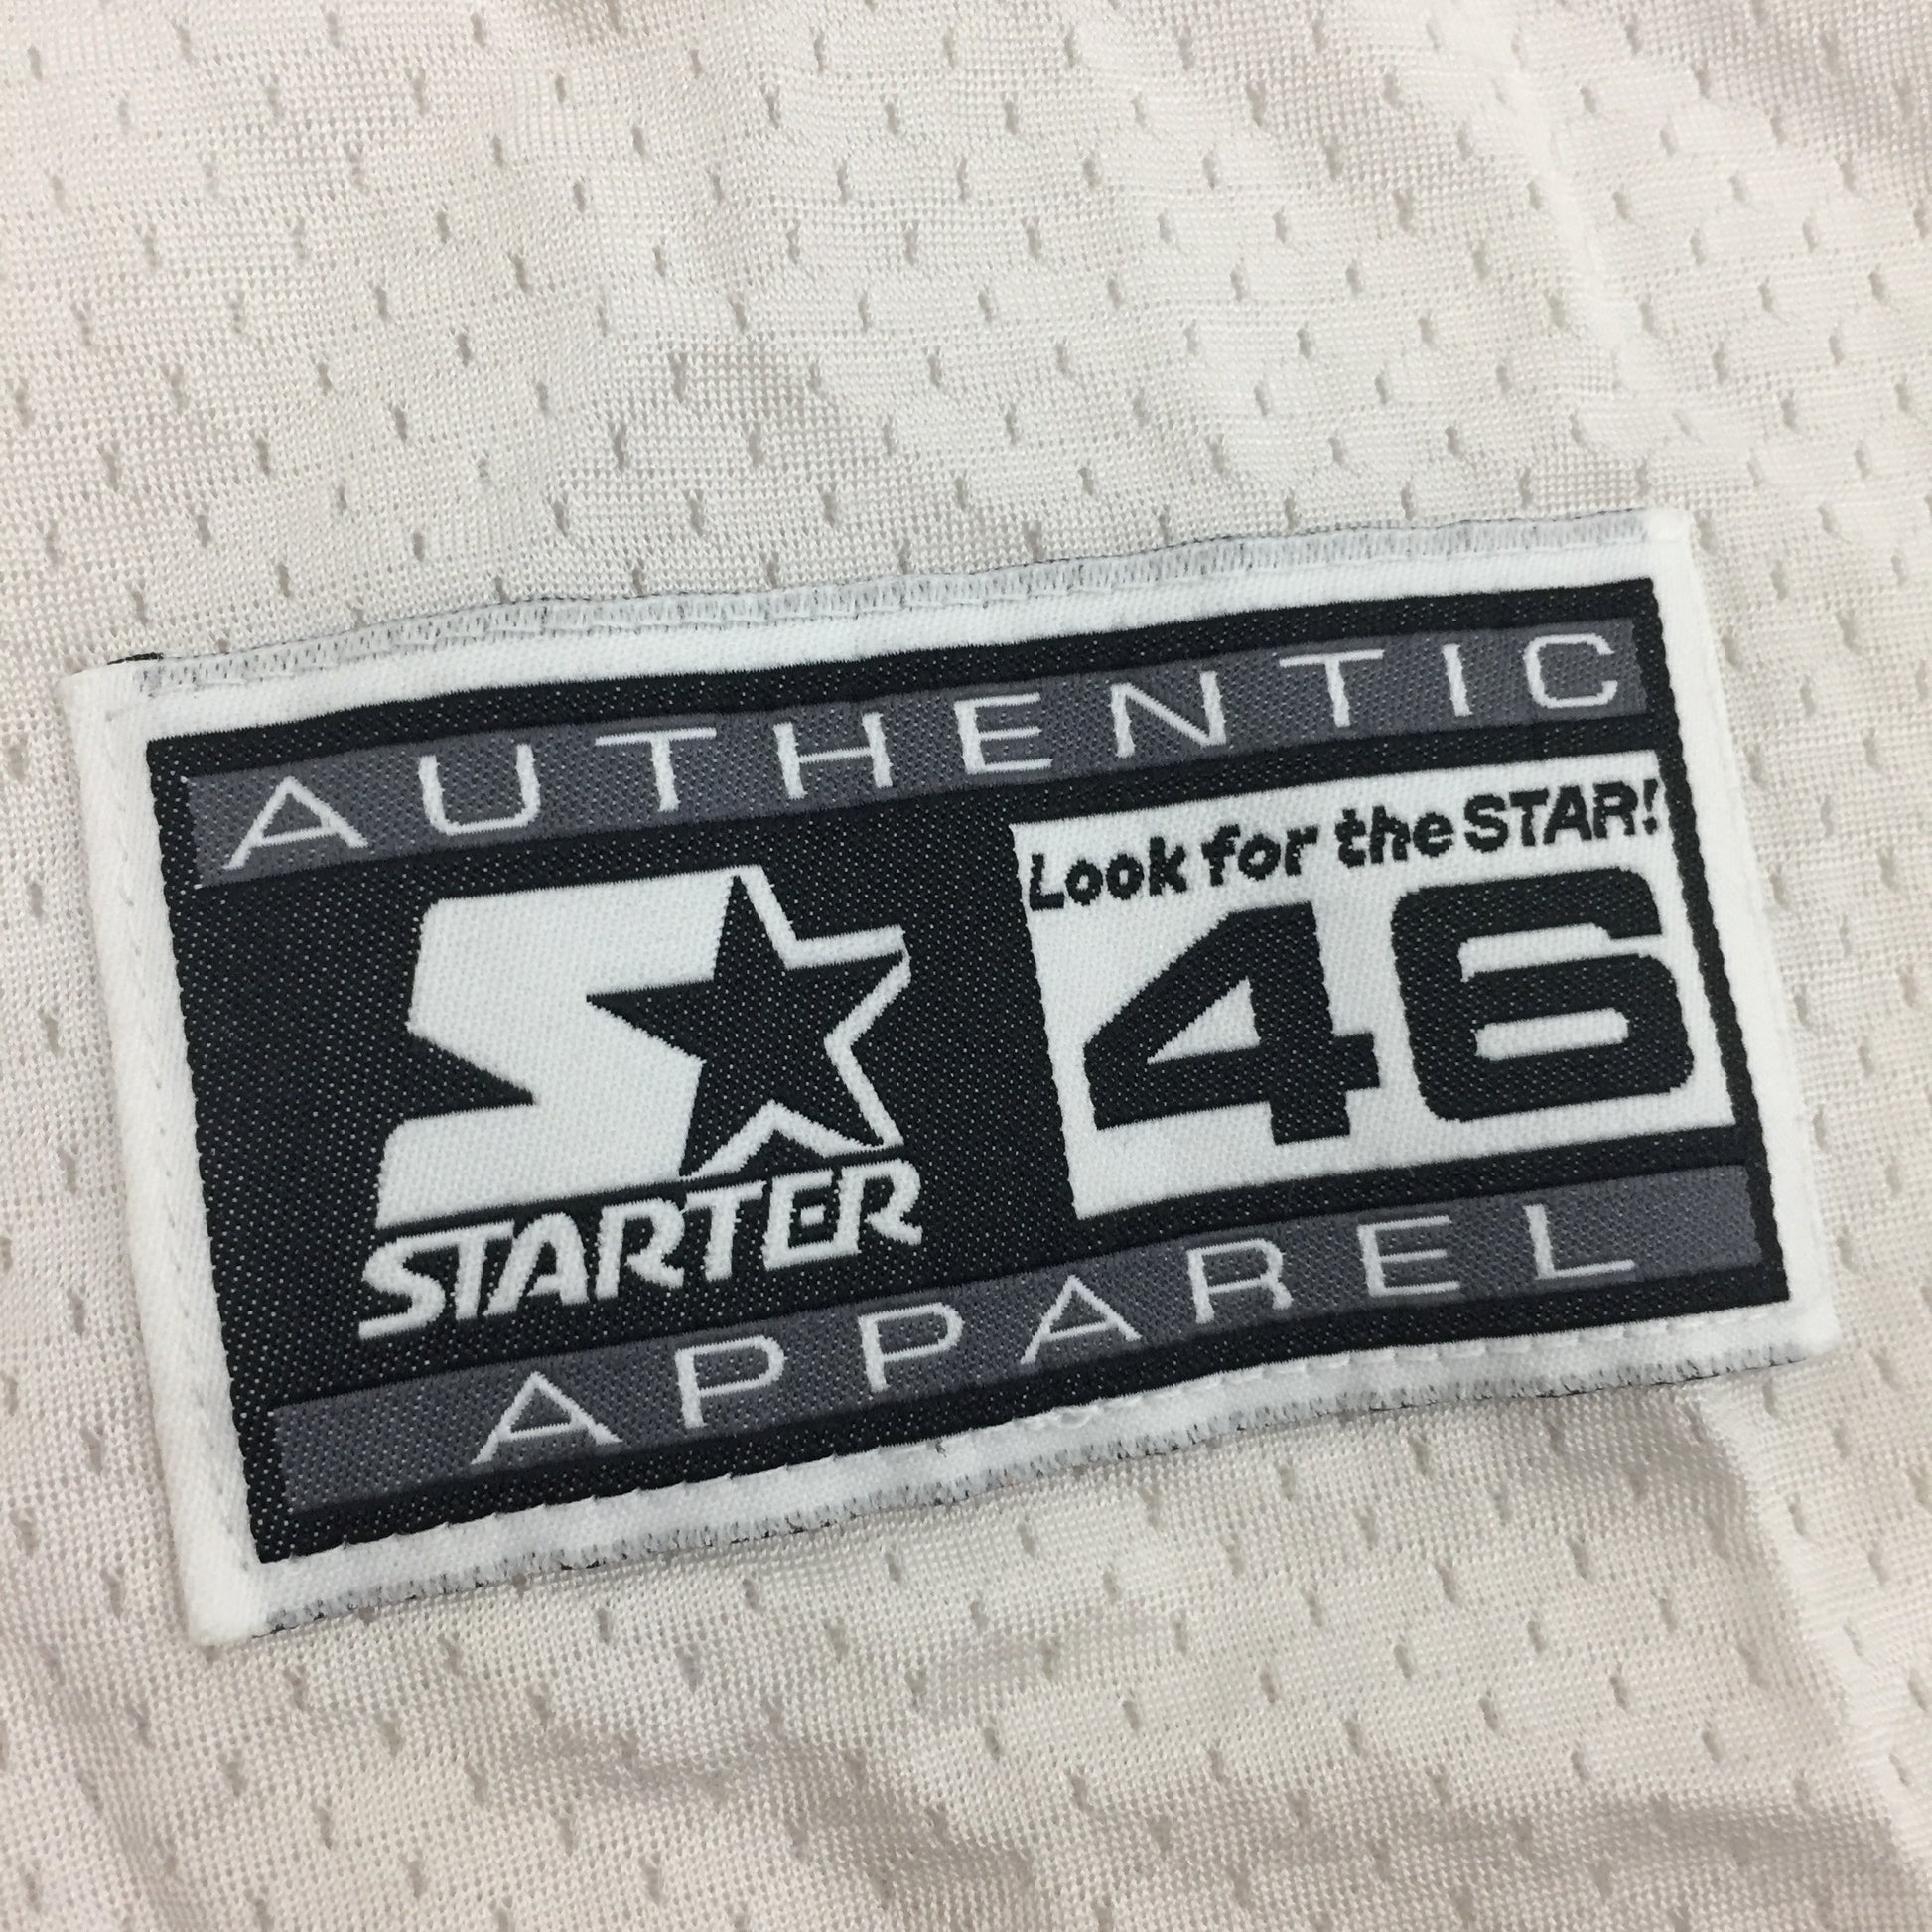 AUTHENTIC
Look for the STAR!
46
STARTER
APPAREL